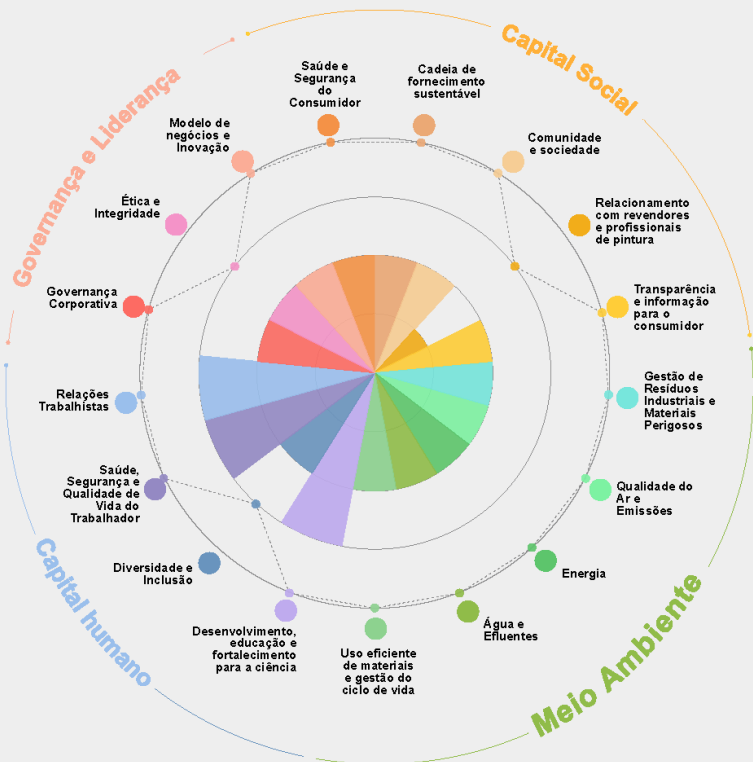 Capital Social
Saúde e
Segurança
do
Consumidor
Cadeia de
fornecimento
sustentável
Comunidade
e sociedade
Relacionamento
com revendores
e profissionais
de pintura
Transparência
e informação
para o
consumidor
Gestão de
Resíduos
Industriais e
Materiais
Perigosos
Qualidade do
Ar e
Emissões
Energia
Água e
Efluentes
Meio Ambiente
Uso eficiente
de materiais
e gestão do
ciclo de vida
Desenvolvimento,
educação e
fortalecimento
para a ciência
Diversidade e
Inclusão
Saúde,
Segurança e
Qualidade de
Vida do
Trabalhador
Relações
Trabalhistas
Capital humano
Governança
Corporativa
Ética e
Integridade
Modelo de
negócios e
Inovação
Governança e Liderança